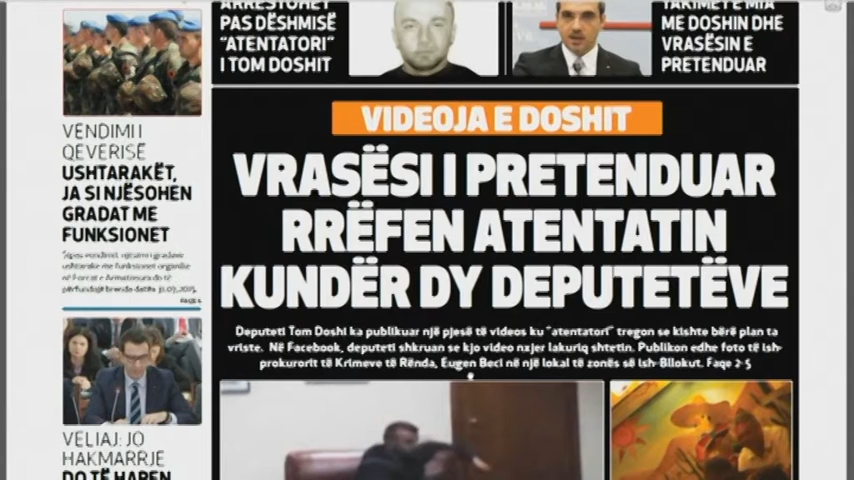 ARRESTOHET
PAS DËSHMISË
"ATENTATORI"
I TOM DOSHIT
TAKIMET E MIA
ME DOSHIN DHE
VRASËSIN E
PRETENDUAR
VENDIMI I
QEVERISË
USHTARAKËT,
JA SI NJËSOHEN
GRADAT ME
FUNKSIONET
VIDEOJA E DOSHIT
VRASËSI I PRETENDUAR
RRËFEN ATENTATIN
KUNDËR DY DEPUTETËVE
Deputeti Tom Doshi ka publikuar një pjesë të videos ku "atentatori" tregon se kishte bërë plan ta
vriste. Në Facebook, deputeti shkruan se kjo video nxjer lakuriq shtetin. Publikon edhe foto të ish-
prokurorit të Krimeve të Rënda, Eugen Beci në një lokal të zonës së ish-Bllokut. Faqe 2-5
VELIAJ: JO
HAKMARRJE
DO TË HAPEN